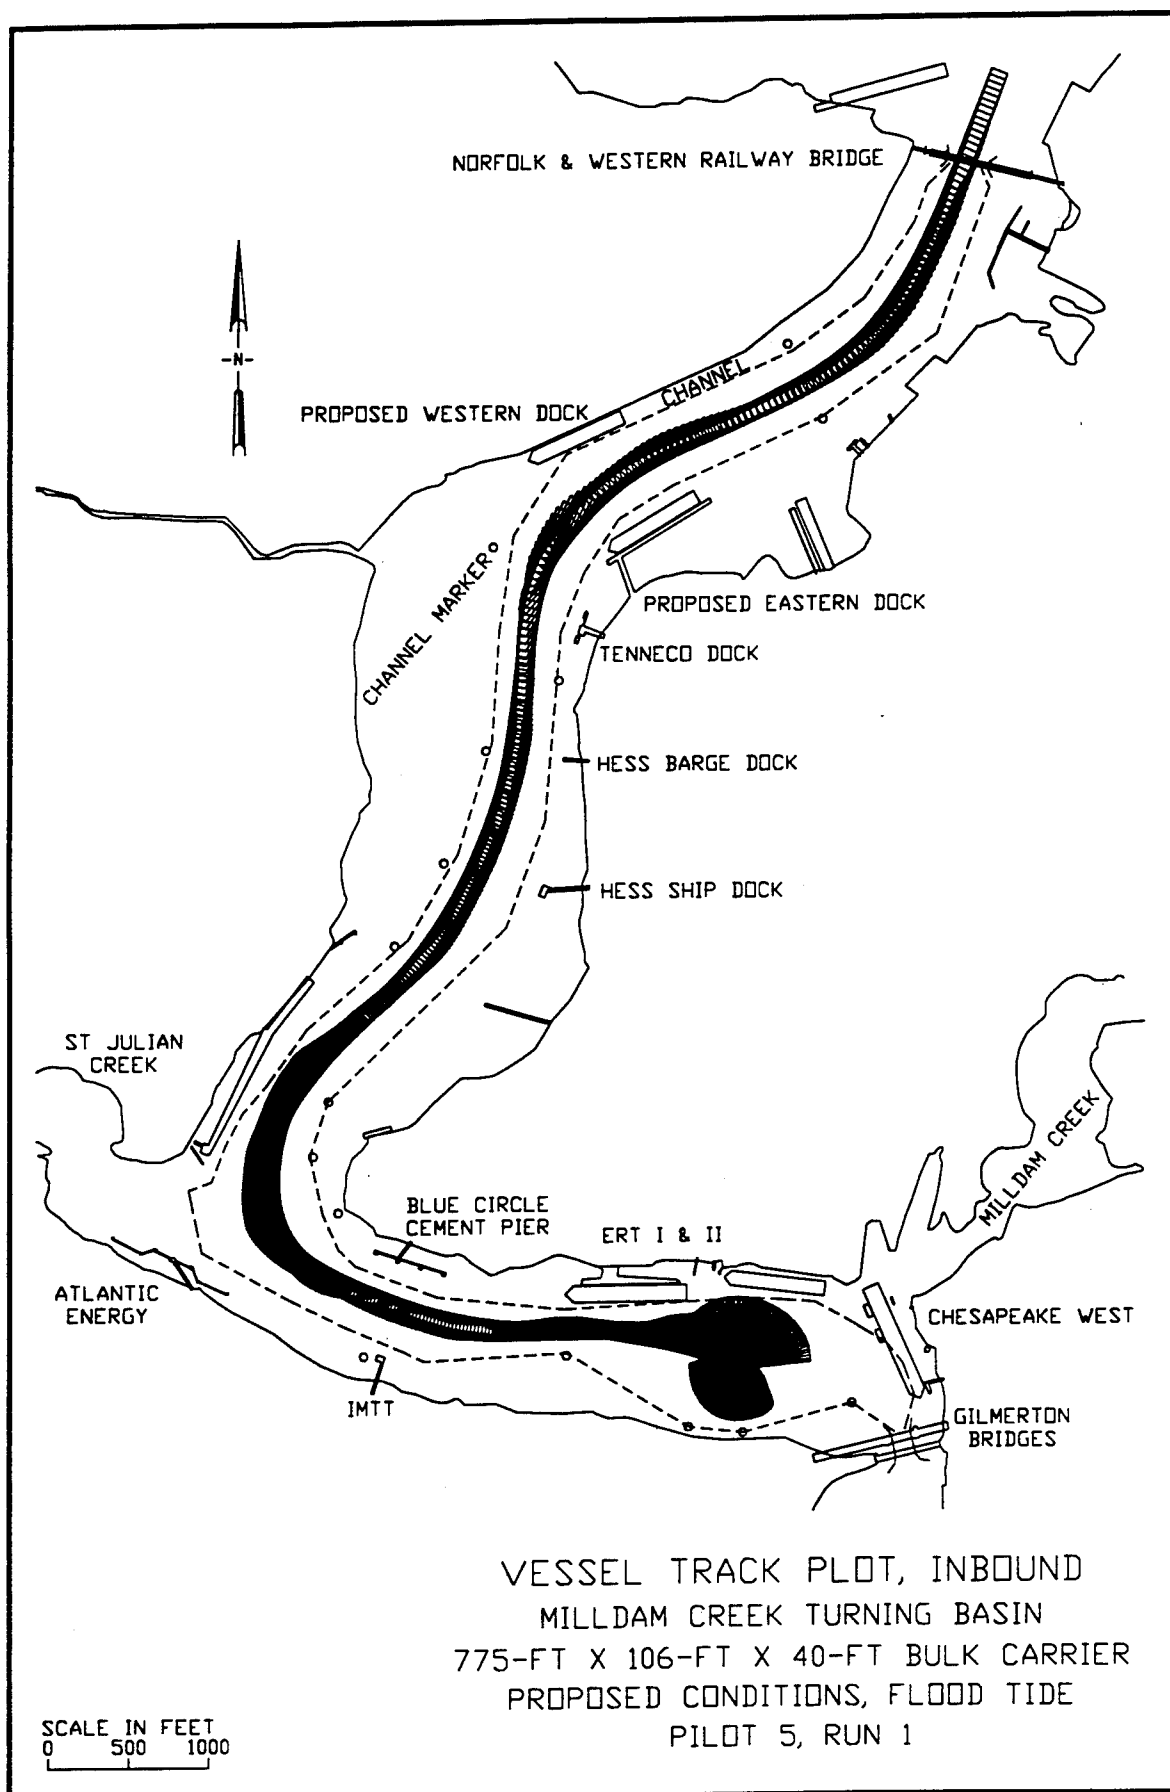 NORFOLK & WESTERN RAILWAY BRIDGE
-N-
CHANNEL
PROPOSED WESTERN DOCK
CHANNEL MARKER
PROPOSED EASTERN DOCK
TENNECO DOCK
HESS BARGE DOCK
HESS SHIP DOCK
ST JULIAN
CREEK
MILLDAM CREEK
BLUE CIRCLE
CEMENT PIER
ERT I & II
ATLANTIC
ENERGY
CHESAPEAKE WEST
IMTT
GILMERTON
BRIDGES
VESSEL TRACK PLOT, INBOUND
MILLDAM CREEK TURNING BASIN
775-FT X 106-FT X 40-FT BULK CARRIER
PROPOSED CONDITIONS, FLOOD TIDE
PILOT 5, RUN 1
SCALE IN FEET
0 500 1000